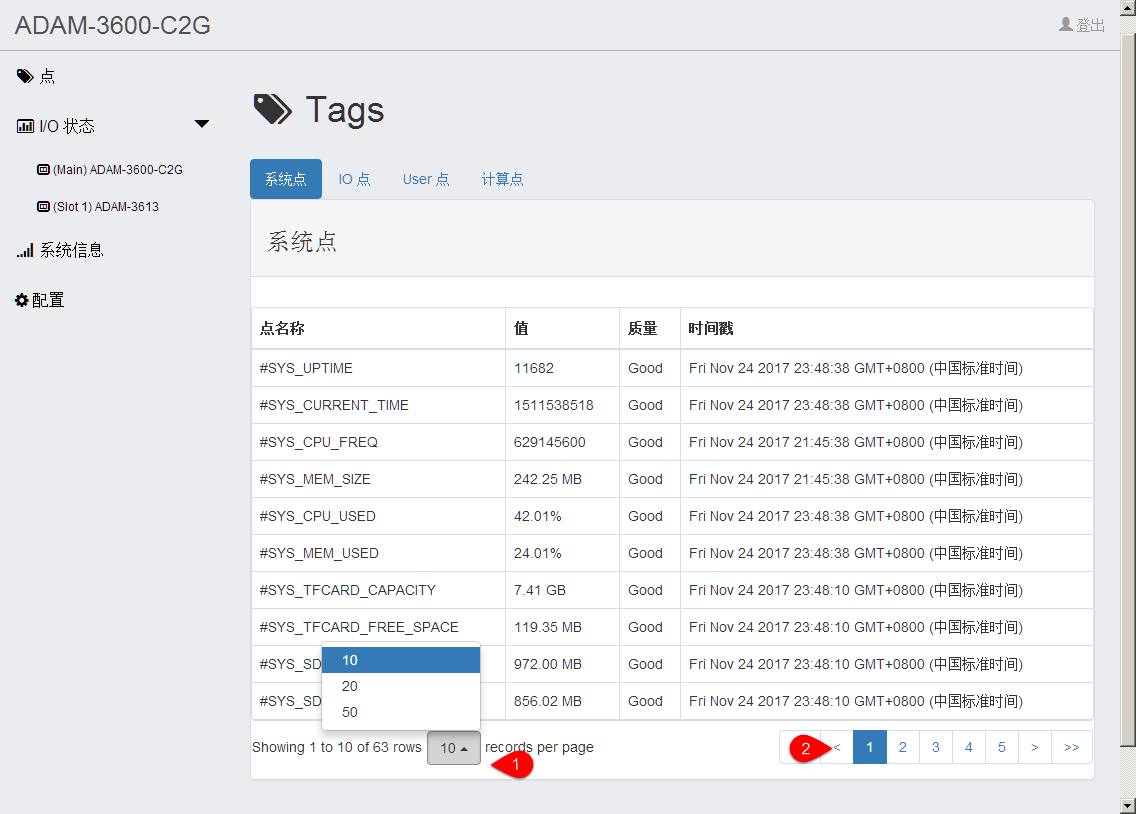 ADAM-3600-C2G
登出
点
I/O 状态
(Main) ADAM-3600-C2G
(Slot 1) ADAM-3613
系统信息
配置
Tags
系统点 IO 点 User 点 计算点
系统点
点名称 值 质量 时间戳
#SYS_UPTIME 11682 Good Fri Nov 24 2017 23:48:38 GMT+0800 (中国标准时间)
#SYS_CURRENT_TIME 1511538518 Good Fri Nov 24 2017 23:48:38 GMT+0800 (中国标准时间)
#SYS_CPU_FREQ 629145600 Good Fri Nov 24 2017 21:45:38 GMT+0800 (中国标准时间)
#SYS_MEM_SIZE 242.25 MB Good Fri Nov 24 2017 21:45:38 GMT+0800 (中国标准时间)
#SYS_CPU_USED 42.01% Good Fri Nov 24 2017 23:48:38 GMT+0800 (中国标准时间)
#SYS_MEM_USED 24.01% Good Fri Nov 24 2017 23:48:38 GMT+0800 (中国标准时间)
#SYS_TFCARD_CAPACITY 7.41 GB Good Fri Nov 24 2017 23:48:10 GMT+0800 (中国标准时间)
#SYS_TFCARD_FREE_SPACE 119.35 MB Good Fri Nov 24 2017 23:48:10 GMT+0800 (中国标准时间)
#SYS_SD 972.00 MB Good Fri Nov 24 2017 23:48:10 GMT+0800 (中国标准时间)
#SYS_SD 856.02 MB Good Fri Nov 24 2017 23:48:10 GMT+0800 (中国标准时间)
10
20
50
Showing 1 to 10 of 63 rows 10 records per page
1
2 < 1 2 3 4 5 > >>